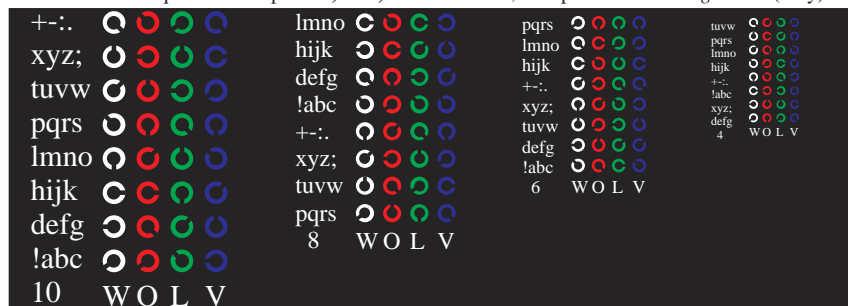 +-:.
xyz;
tuvw
pqrs
lmno
hijk
defg
!abc
10 W O L V
lmno
hijk
defg
!abc
+-:.
xyz;
tuvw
pqrs
8 W O L V
pqrs
lmno
hijk
+-:.
xyz;
tuvw
defg
!abc
6 W O L V
tuvw
pqrs
lmno
hijk
+-:.
!abc
xyz;
defg
4 W O L V